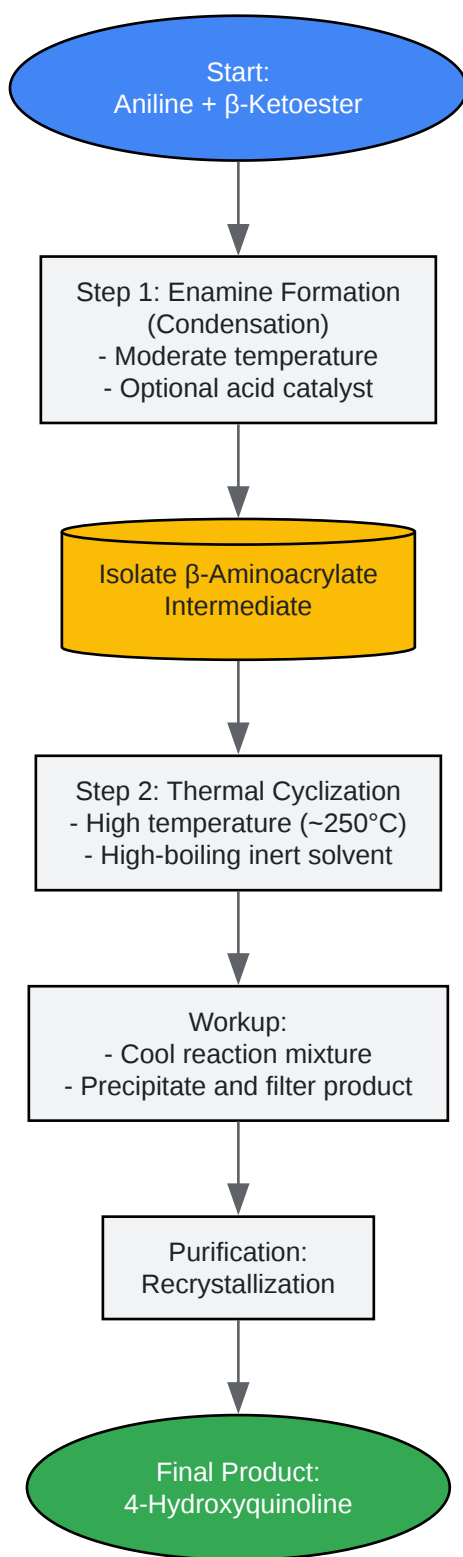 Start:
Aniline + β-Ketoester
Step 1: Enamine Formation
(Condensation)
- Moderate temperature
- Optional acid catalyst
Isolate β-Aminoacrylate
Intermediate
Step 2: Thermal Cyclization
- High temperature (~250°C)
- High-boiling inert solvent
Workup:
- Cool reaction mixture
- Precipitate and filter product
Purification:
Recrystallization
Final Product:
4-Hydroxyquinoline